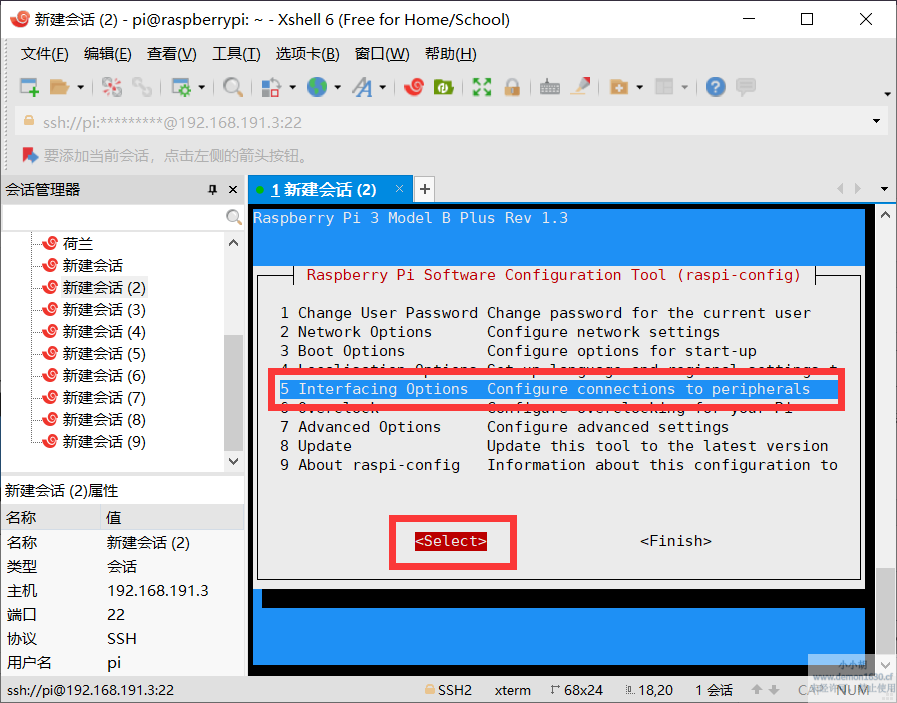 新建会话 (2) - pi@raspberrypi: ~ - Xshell 6 (Free for Home/School)
文件(F) 编辑(E) 查看(V) 工具(T) 选项卡(B) 窗口(W) 帮助(H)
ssh://pi:*********@192.168.191.3:22
要添加当前会话，点击左侧的箭头按钮。
会话管理器
1 新建会话 (2)
荷兰
新建会话
新建会话 (2)
新建会话 (3)
新建会话 (4)
新建会话 (5)
新建会话 (6)
新建会话 (7)
新建会话 (8)
新建会话 (9)
新建会话 (2)属性
名称 值
名称 新建会话 (2)
类型 会话
主机 192.168.191.3
端口 22
协议 SSH
用户名 pi
Raspberry Pi 3 Model B Plus Rev 1.3
Raspberry Pi Software Configuration Tool (raspi-config)
1 Change User Password Change password for the current user
2 Network Options Configure network settings
3 Boot Options Configure options for start-up
4 Localisation Options Set up language and regional settings t
5 Interfacing Options Configure connections to peripherals
6 Overclock Configure overclocking for your Pi
7 Advanced Options Configure advanced settings
8 Update Update this tool to the latest version
9 About raspi-config Information about this configuration to
<Select> <Finish>
ssh://pi@192.168.191.3:22 SSH2 xterm 68x24 18,20 1 会话 CAP NUM
小小胡
www.demon1630.cf